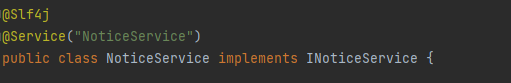 @Slf4j
@Service("NoticeService")
public class NoticeService implements INoticeService {